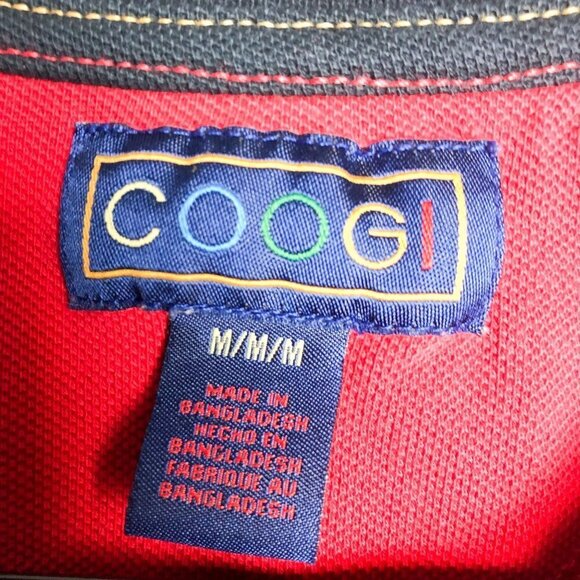 COOGI
M/M/M
MADE IN
BANGLADESH
HECHO EN
BANGLADESH
FABRIQUE AU
BANGLADESH